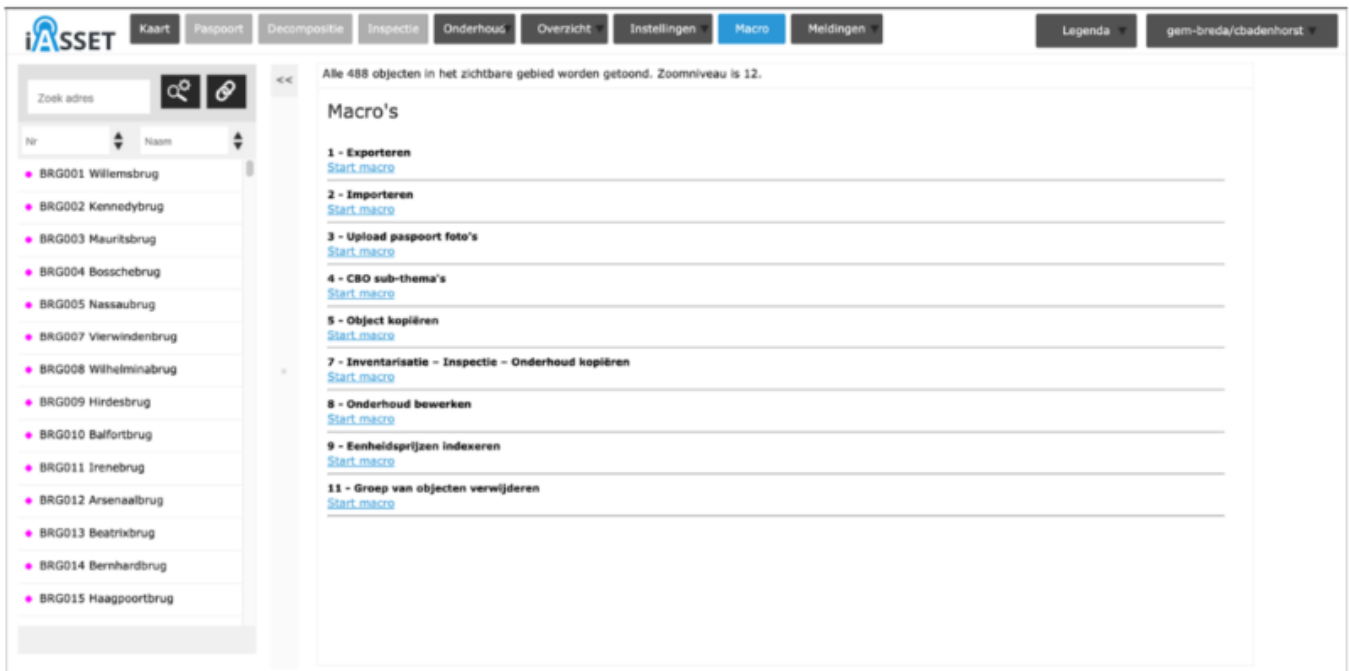 iASSET
Kaart Paspoort Decompositie Inspectie Onderhoud Overzicht Instellingen Macro Meldingen Legenda gem-breda/cbadenhorst
Zoek adres
<<
Alle 488 objecten in het zichtbare gebied worden getoond. Zoomniveau is 12.
Nr Naam
BRG001 Willemsbrug
BRG002 Kennedybrug
BRG003 Mauritsbrug
BRG004 Bosschebrug
BRG005 Nassaubrug
BRG007 Vierwindenbrug
BRG008 Wilhelminabrug
BRG009 Hirdesbrug
BRG010 Balfortbrug
BRG011 Irenebrug
BRG012 Arsenaalbrug
BRG013 Beatrixbrug
BRG014 Bernhardbrug
BRG015 Haagpoortbrug
Macro's
1 - Exporteren
Start macro
2 - Importeren
Start macro
3 - Upload paspoort foto's
Start macro
4 - CBO sub-thema's
Start macro
5 - Object kopiëren
Start macro
7 - Inventarisatie – Inspectie – Onderhoud kopiëren
Start macro
8 - Onderhoud bewerken
Start macro
9 - Eenheidsprijzen indexeren
Start macro
11 - Groep van objecten verwijderen
Start macro